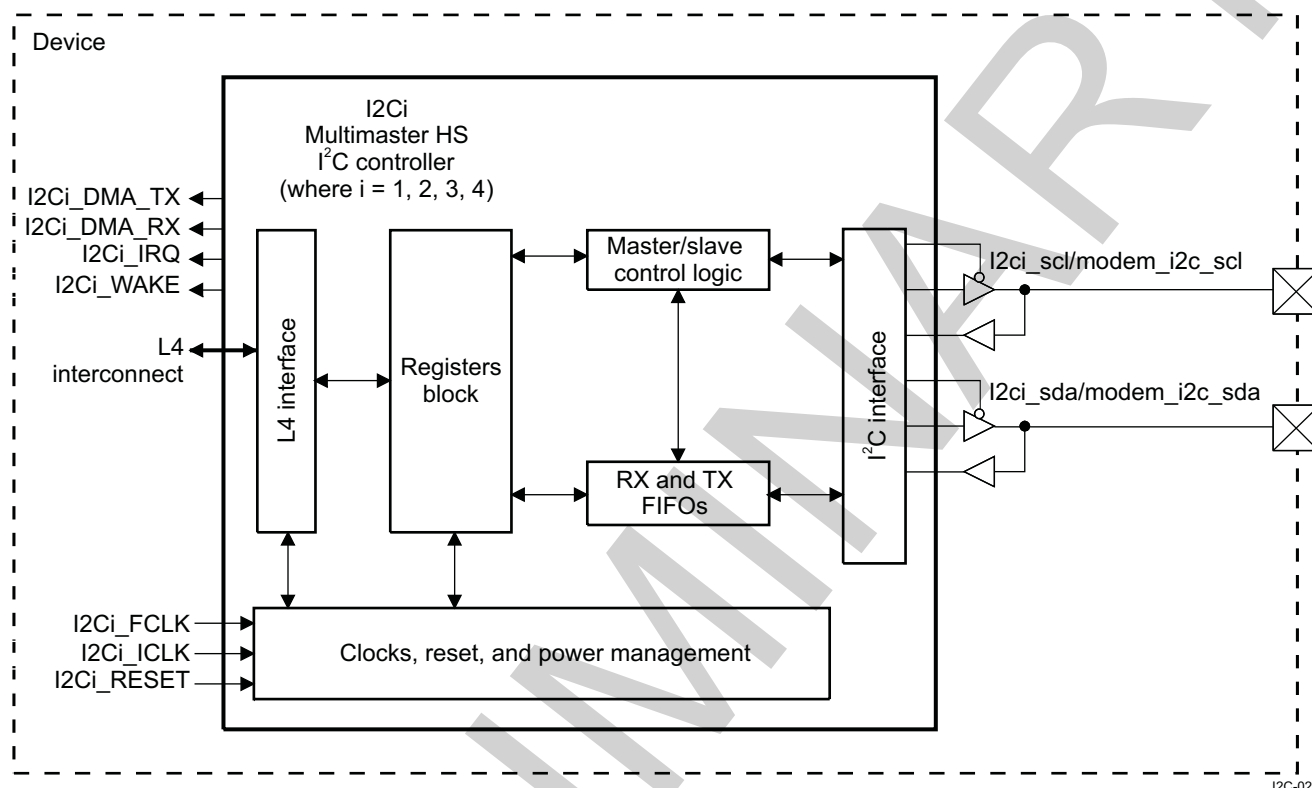 Device
I2Ci
Multimaster HS
I²C controller
(where i = 1, 2, 3, 4)
I2Ci_DMA_TX
I2Ci_DMA_RX
I2Ci_IRQ
I2Ci_WAKE
L4
interconnect
L4 interface
Registers
block
Master/slave
control logic
RX and TX
FIFOs
I²C interface
I2Ci_scl/modem_i2c_scl
I2Ci_sda/modem_i2c_sda
I2Ci_FCLK
I2Ci_ICLK
I2Ci_RESET
Clocks, reset, and power management